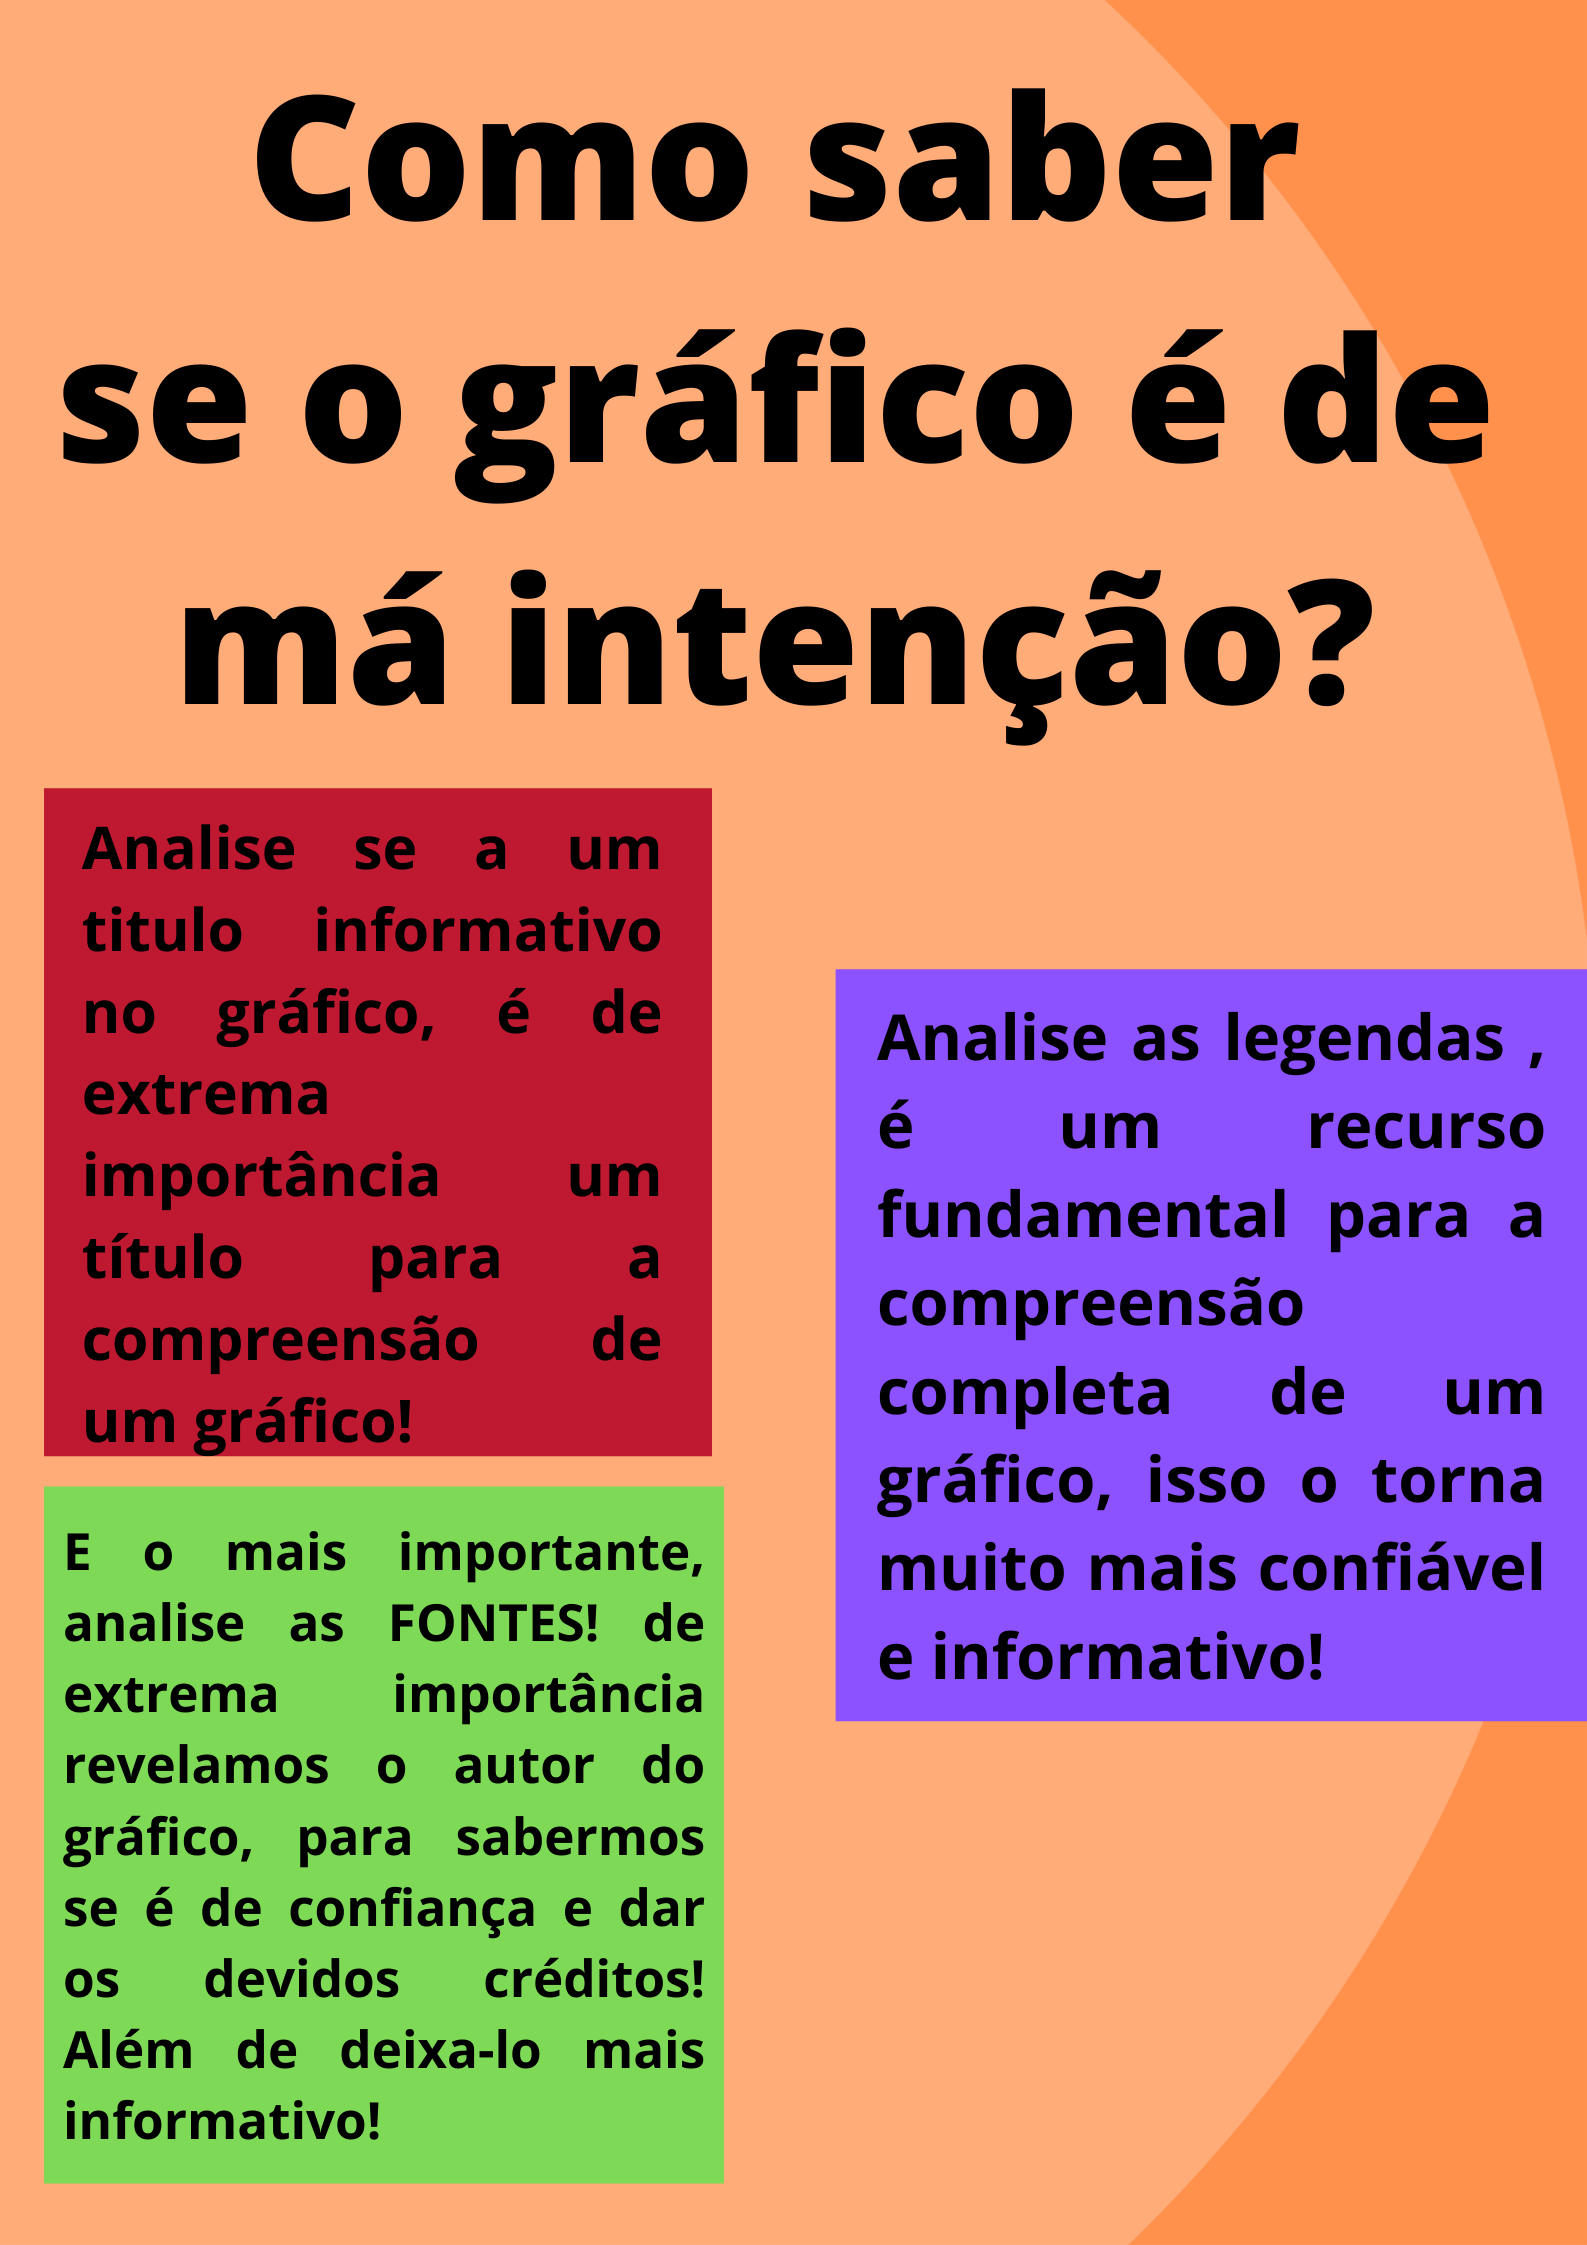 Como saber
se o gráfico é de
má intenção?
Analise se a um
titulo informativo
no gráfico, é de
extrema
importância um
título para a
compreensão de
um gráfico!
Analise as legendas ,
é um recurso
fundamental para a
compreensão
completa de um
gráfico, isso o torna
muito mais confiável
e informativo!
E o mais importante,
analise as FONTES! de
extrema importância
revelamos o autor do
gráfico, para sabermos
se é de confiança e dar
os devidos créditos!
Além de deixa-lo mais
informativo!